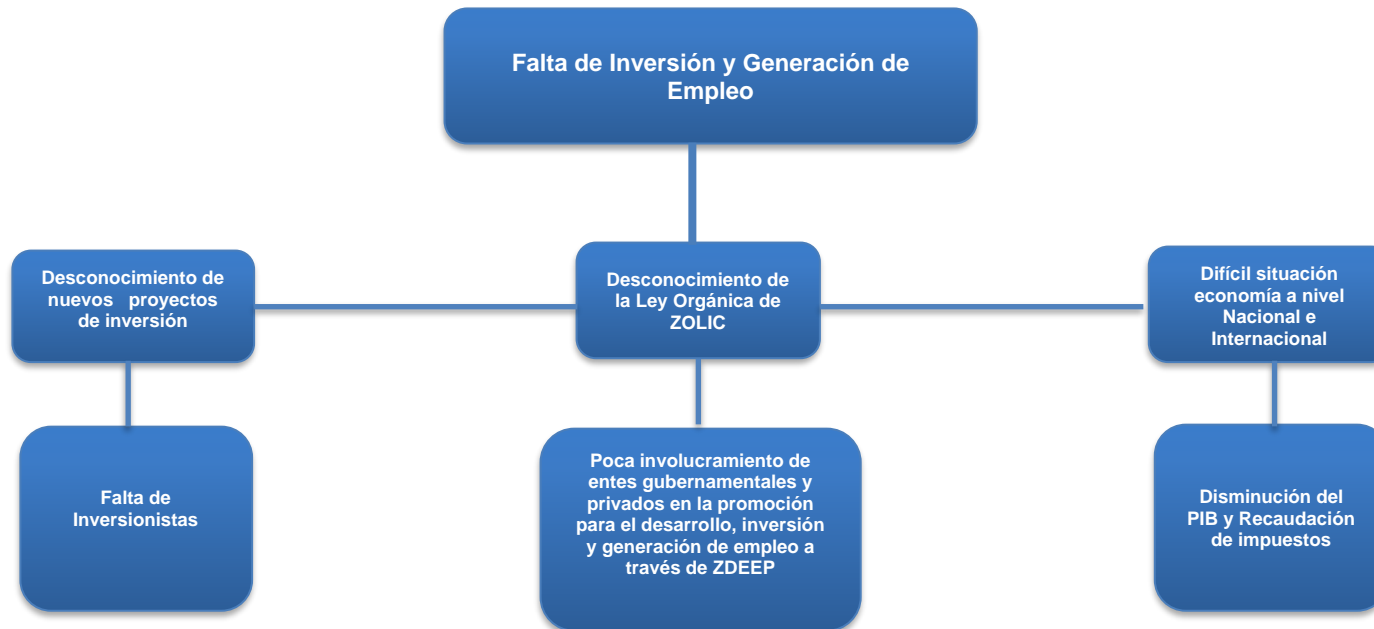 Falta de Inversión y Generación de
Empleo
Desconocimiento de
nuevos proyectos
de inversión
Desconocimiento de
la Ley Orgánica de
ZOLIC
Difícil situación
economía a nivel
Nacional e
Internacional
Falta de
Inversionistas
Poca involucramiento de
entes gubernamentales y
privados en la promoción
para el desarrollo, inversión
y generación de empleo a
través de ZDEEP
Disminución del
PIB y Recaudación
de impuestos